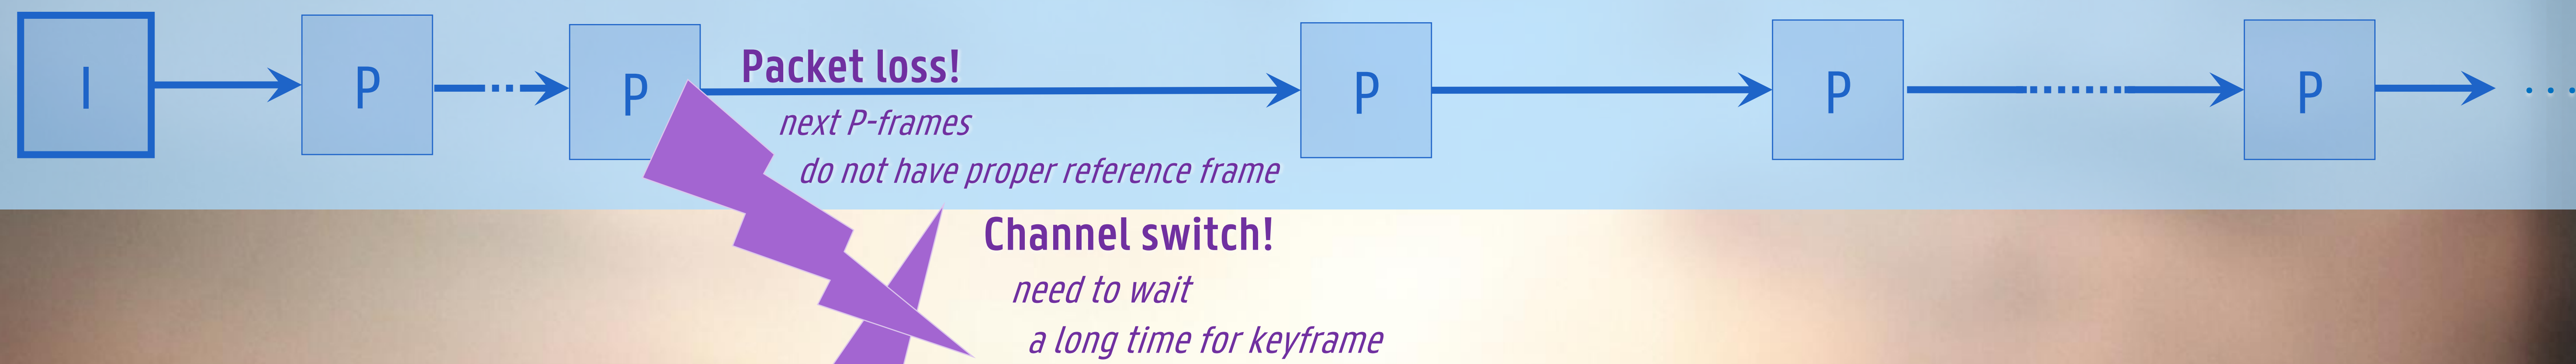 I
P
P
P
P
P
Packet loss!
next P-frames
do not have proper reference frame
Channel switch!
need to wait
a long time for keyframe